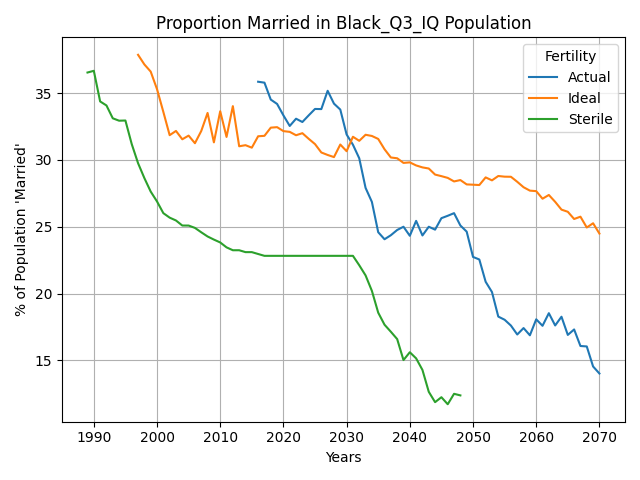 Proportion Married in Black_Q3_IQ Population
Fertility
Actual
Ideal
Sterile
% of Population 'Married'
35
30
25
20
15
1990 2000 2010 2020 2030 2040 2050 2060 2070
Years